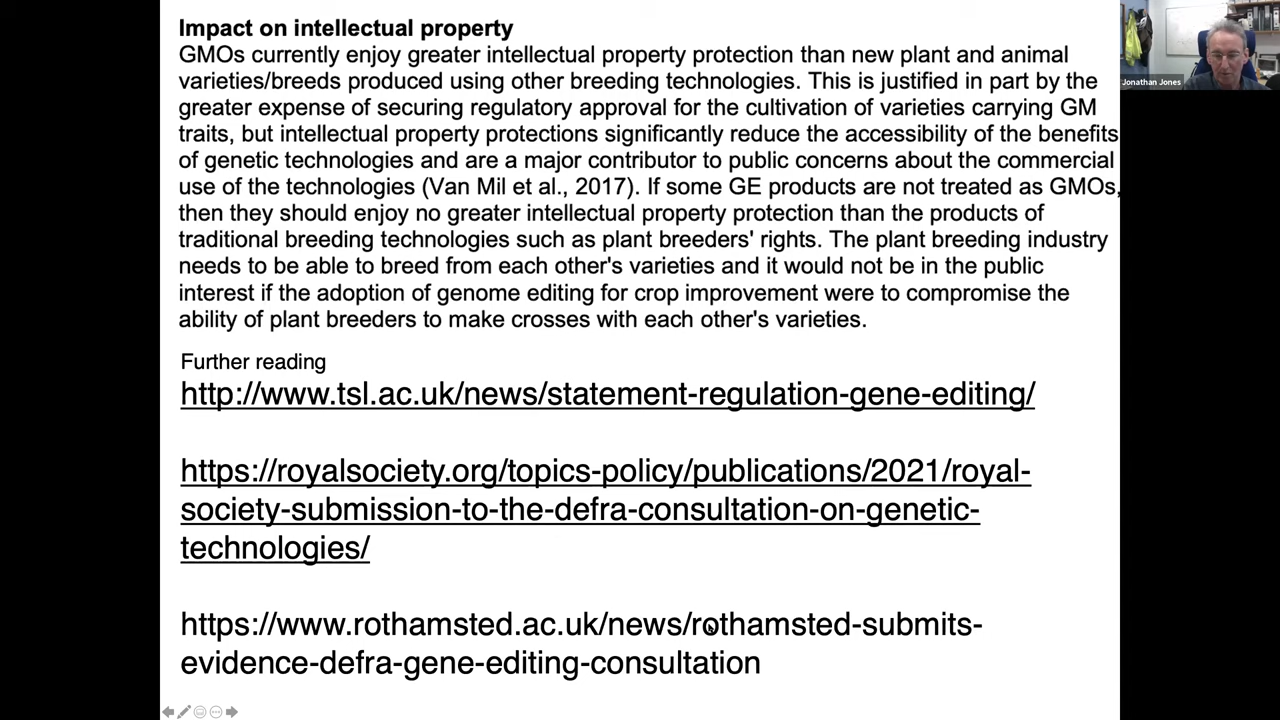 Impact on intellectual property
GMOs currently enjoy greater intellectual property protection than new plant and animal
varieties/breeds produced using other breeding technologies. This is justified in part by the
greater expense of securing regulatory approval for the cultivation of varieties carrying GM
traits, but intellectual property protections significantly reduce the accessibility of the benefits
of genetic technologies and are a major contributor to public concerns about the commercial
use of the technologies (Van Mil et al., 2017). If some GE products are not treated as GMOs,
then they should enjoy no greater intellectual property protection than the products of
traditional breeding technologies such as plant breeders' rights. The plant breeding industry
needs to be able to breed from each other's varieties and it would not be in the public
interest if the adoption of genome editing for crop improvement were to compromise the
ability of plant breeders to make crosses with each other's varieties.
Further reading
http://www.tsl.ac.uk/news/statement-regulation-gene-editing/
https://royalsociety.org/topics-policy/publications/2021/royal-
society-submission-to-the-defra-consultation-on-genetic-
technologies/
https://www.rothamsted.ac.uk/news/rothamsted-submits-
evidence-defra-gene-editing-consultation
Jonathan Jones